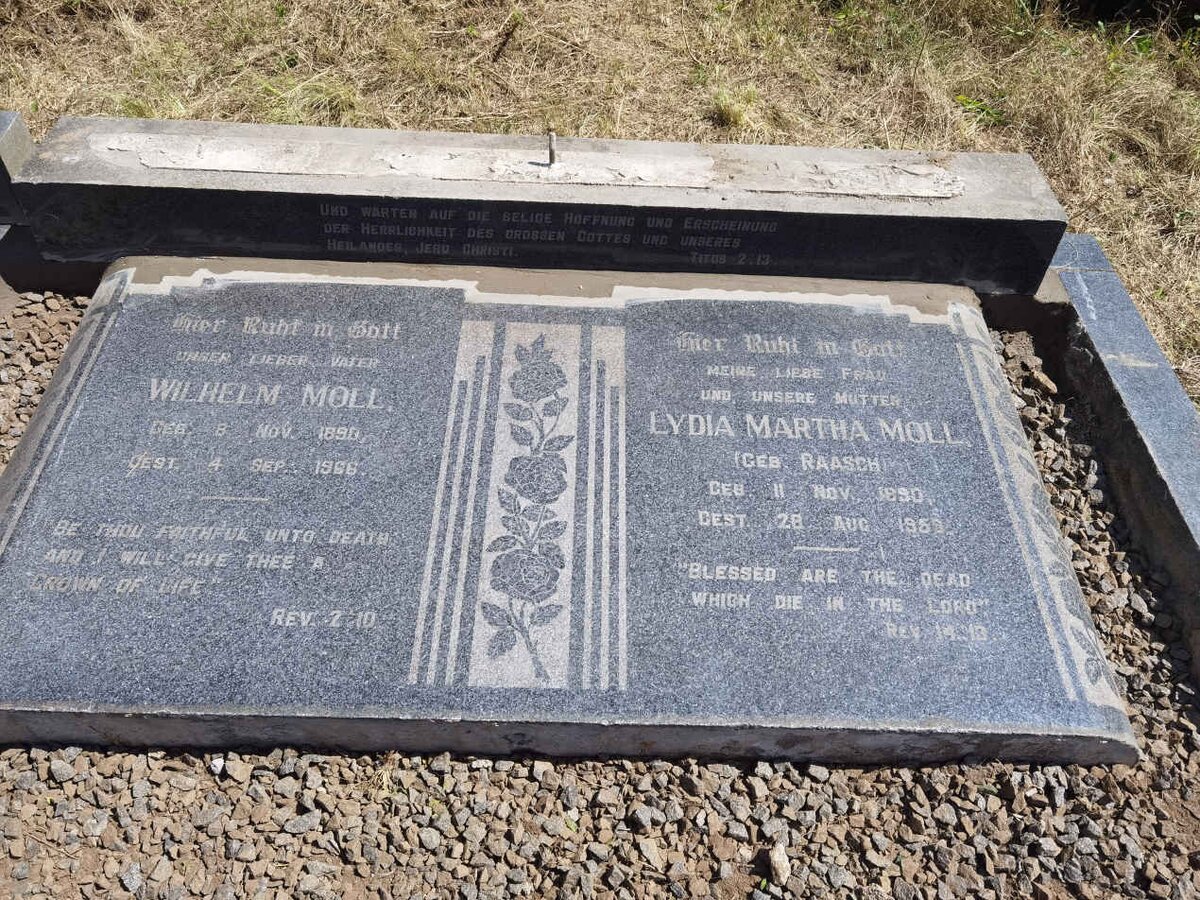 UND WARTEN AUF DIE SELIGE HOFFNUNG UND ERSCHEINUNG
DER HERRLICHKEIT DES GROSSEN GOTTES UND UNSERES
HEILANDES, JESU CHRISTI. TITUS 2.13.
Hier Ruht in Gott
UNSER LIEBER VATER
WILHELM MOLL,
GEB. 8 NOV. 1890,
GEST. 4 SEP. 1966.
"BE THOU FAITHFUL UNTO DEATH
AND I WILL GIVE THEE A
CROWN OF LIFE"
REV. 2-10
Hier Ruht in Gott
MEINE LIEBE FRAU
UND UNSERE MUTTER
LYDIA MARTHA MOLL,
(GEB. RAASCH)
GEB. 11 NOV. 1890,
GEST. 28 AUG.
"BLESSED ARE THE DEAD
WHICH DIE IN THE LORD"
REV. 14.13.